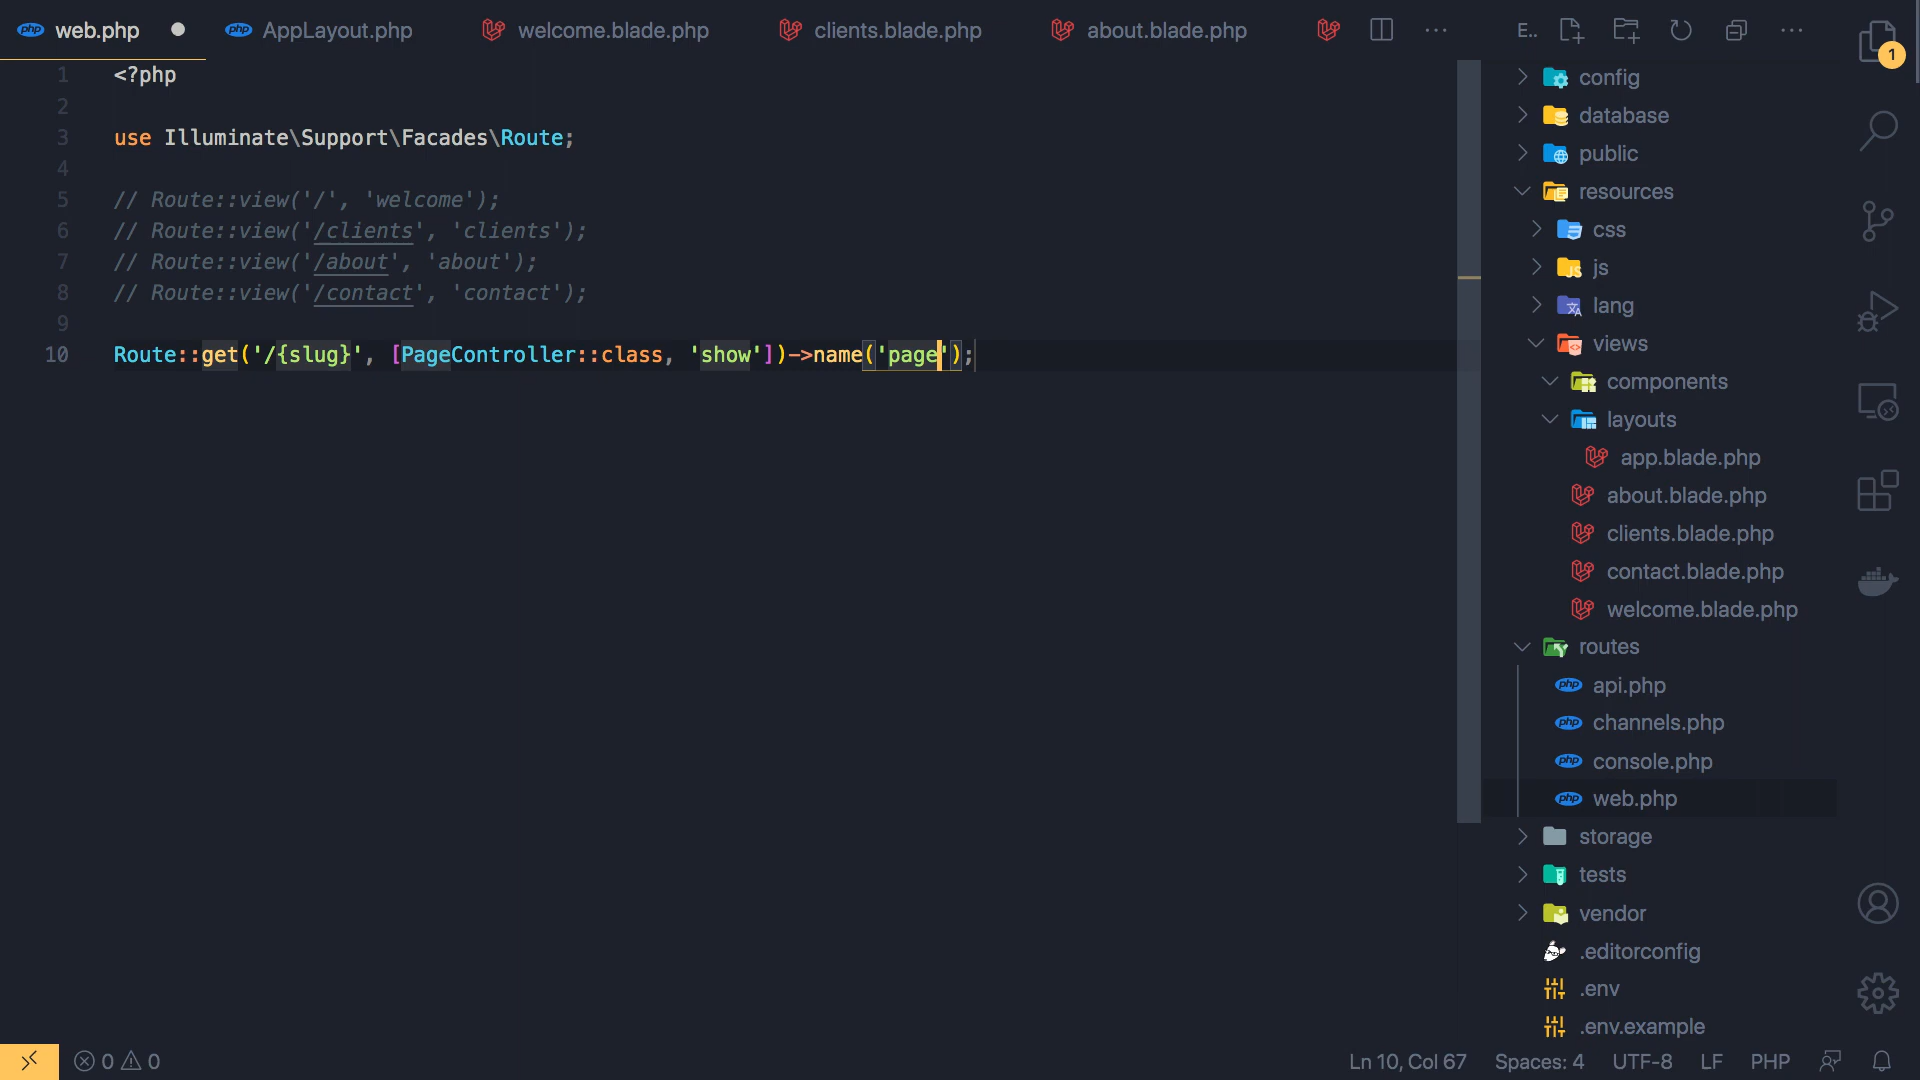 web.php
AppLayout.php
welcome.blade.php
clients.blade.php
about.blade.php
E..
1
1 <?php
2
3 use Illuminate\Support\Facades\Route;
4
5 // Route::view('/', 'welcome');
6 // Route::view('/clients', 'clients');
7 // Route::view('/about', 'about');
8 // Route::view('/contact', 'contact');
9
10 Route::get('/{slug}', [PageController::class, 'show'])->name('page');
config
database
public
resources
css
js
lang
views
components
layouts
app.blade.php
about.blade.php
clients.blade.php
contact.blade.php
welcome.blade.php
routes
api.php
channels.php
console.php
web.php
storage
tests
vendor
.editorconfig
.env
.env.example
0 0
Ln 10, Col 67 Spaces: 4 UTF-8 LF PHP